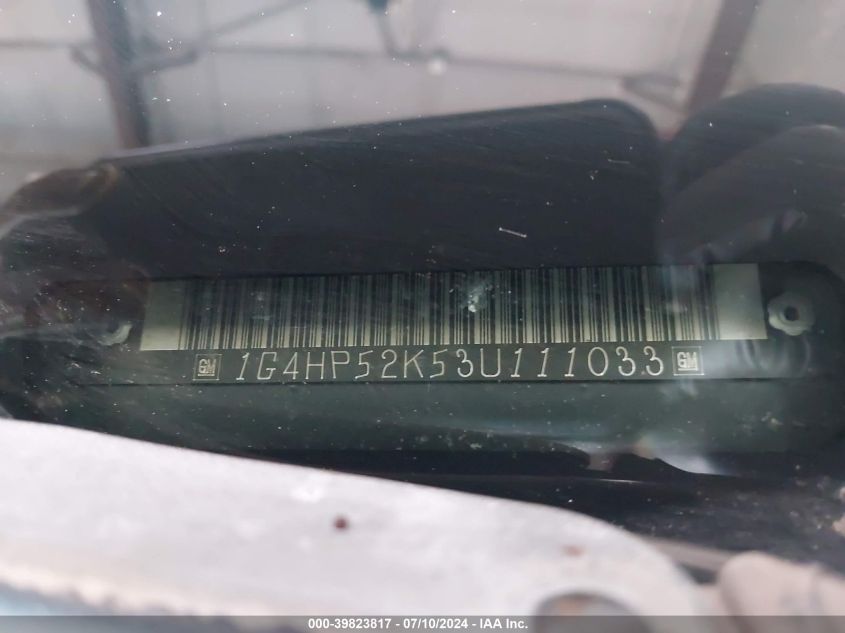 GM 1G4HP52K53U111033 GM
000-39823817 - 07/10/2024 - IAA Inc.